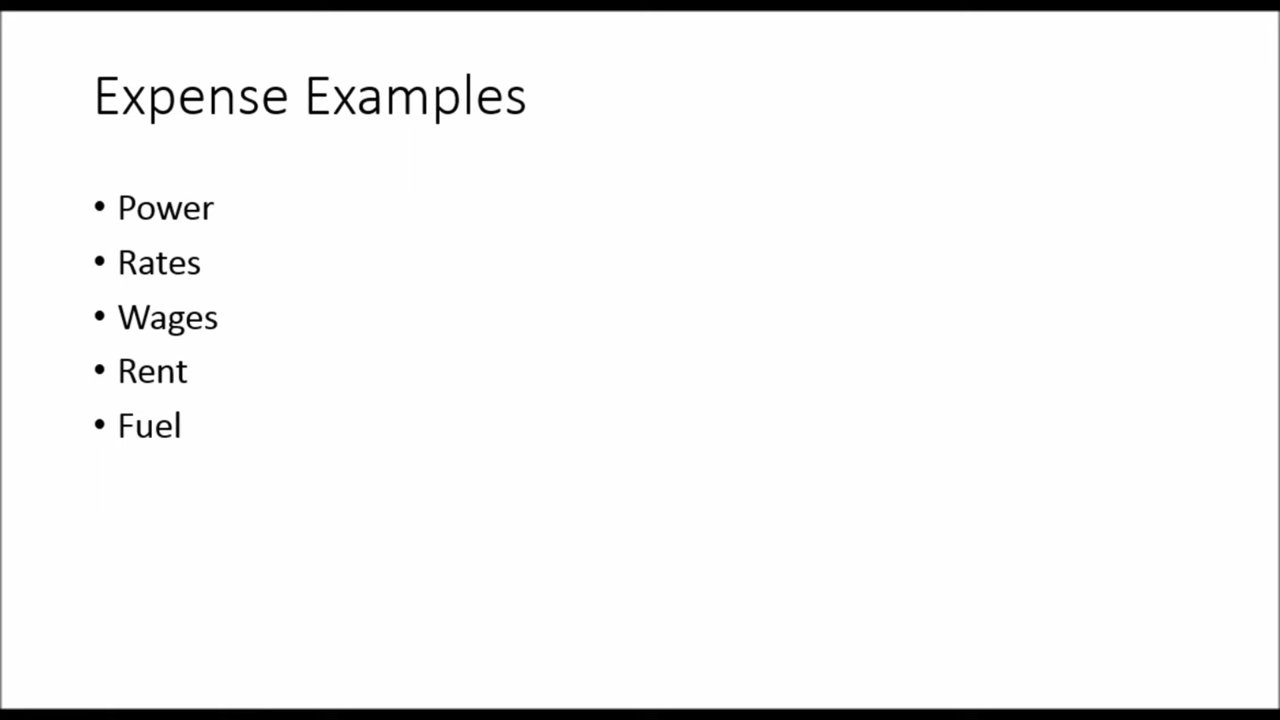 Expense Examples
• Power
• Rates
• Wages
• Rent
• Fuel